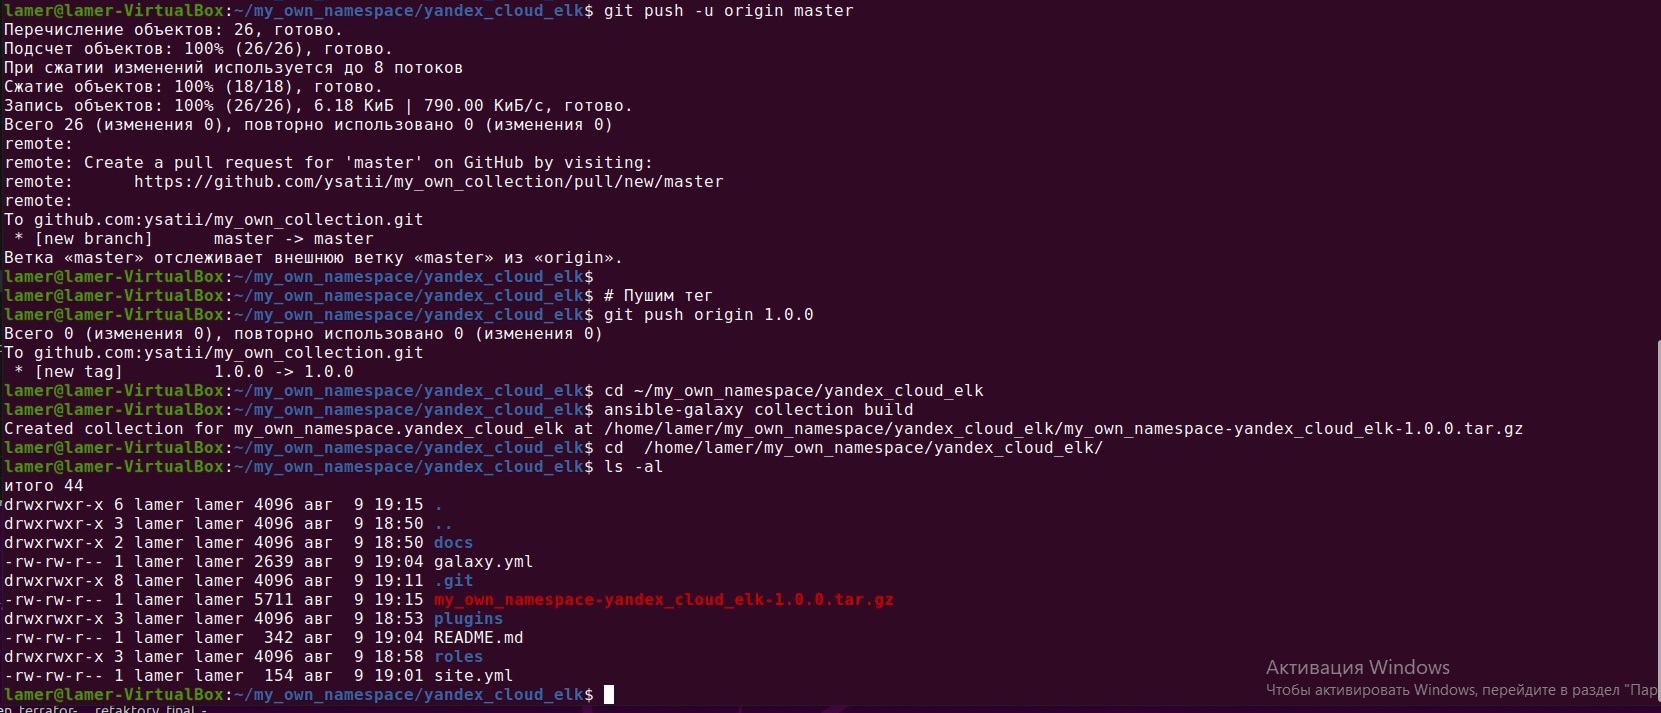 lamer@lamer-VirtualBox:~/my_own_namespace/yandex_cloud_elk$ git push -u origin master
Перечисление объектов: 26, готово.
Подсчет объектов: 100% (26/26), готово.
При сжатии изменений используется до 8 потоков
Сжатие объектов: 100% (18/18), готово.
Запись объектов: 100% (26/26), 6.18 КиБ | 790.00 КиБ/с, готово.
Всего 26 (изменения 0), повторно использовано 0 (изменения 0)
remote:
remote: Create a pull request for 'master' on GitHub by visiting:
remote:      https://github.com/ysatii/my_own_collection/pull/new/master
remote:
To github.com:ysatii/my_own_collection.git
 * [new branch]      master -> master
Ветка «master» отслеживает внешнюю ветку «master» из «origin».
lamer@lamer-VirtualBox:~/my_own_namespace/yandex_cloud_elk$
lamer@lamer-VirtualBox:~/my_own_namespace/yandex_cloud_elk$ # Пушим тег
lamer@lamer-VirtualBox:~/my_own_namespace/yandex_cloud_elk$ git push origin 1.0.0
Всего 0 (изменения 0), повторно использовано 0 (изменения 0)
To github.com:ysatii/my_own_collection.git
 * [new tag]         1.0.0 -> 1.0.0
lamer@lamer-VirtualBox:~/my_own_namespace/yandex_cloud_elk$ cd ~/my_own_namespace/yandex_cloud_elk
lamer@lamer-VirtualBox:~/my_own_namespace/yandex_cloud_elk$ ansible-galaxy collection build
Created collection for my_own_namespace.yandex_cloud_elk at /home/lamer/my_own_namespace/yandex_cloud_elk/my_own_namespace-yandex_cloud_elk-1.0.0.tar.gz
lamer@lamer-VirtualBox:~/my_own_namespace/yandex_cloud_elk$ cd  /home/lamer/my_own_namespace/yandex_cloud_elk/
lamer@lamer-VirtualBox:~/my_own_namespace/yandex_cloud_elk$ ls -al
итого 44
drwxrwxr-x 6 lamer lamer 4096 авг  9 19:15 .
drwxrwxr-x 3 lamer lamer 4096 авг  9 18:50 ..
drwxrwxr-x 2 lamer lamer 4096 авг  9 18:50 docs
-rw-rw-r-- 1 lamer lamer 2639 авг  9 19:04 galaxy.yml
drwxrwxr-x 8 lamer lamer 4096 авг  9 19:11 .git
-rw-rw-r-- 1 lamer lamer 5711 авг  9 19:15 my_own_namespace-yandex_cloud_elk-1.0.0.tar.gz
drwxrwxr-x 3 lamer lamer 4096 авг  9 18:53 plugins
-rw-rw-r-- 1 lamer lamer  342 авг  9 19:04 README.md
drwxrwxr-x 3 lamer lamer 4096 авг  9 18:58 roles
-rw-rw-r-- 1 lamer lamer  154 авг  9 19:01 site.yml
lamer@lamer-VirtualBox:~/my_own_namespace/yandex_cloud_elk$
Активация Windows
Чтобы активировать Windows, перейдите в раздел "Пар